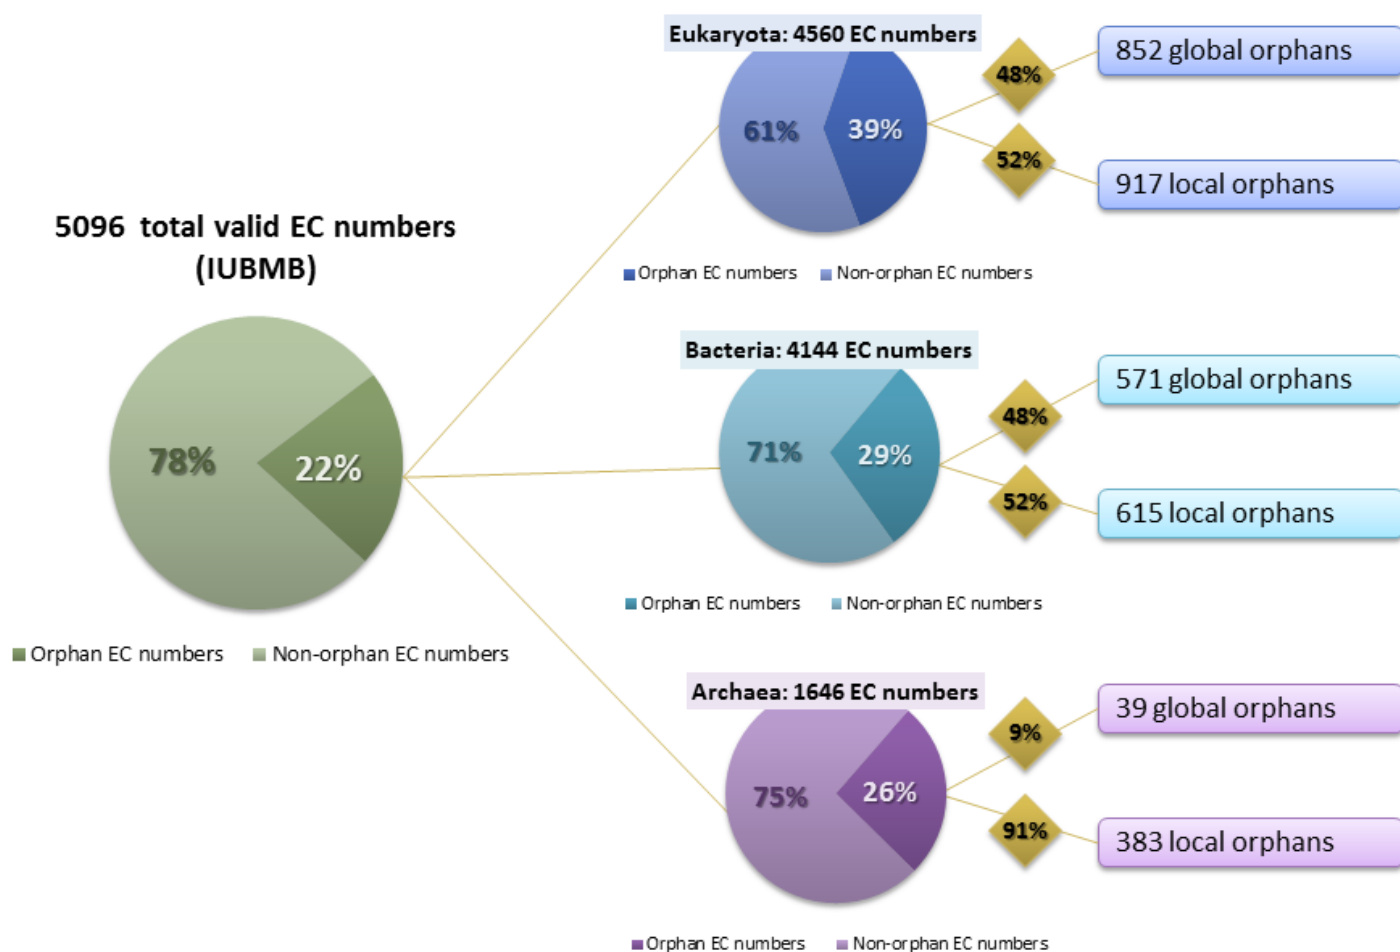 5096 total valid EC numbers
(IUBMB)
78%
22%
Orphan EC numbers
Non-orphan EC numbers
Eukaryota: 4560 EC numbers
61%
39%
Orphan EC numbers
Non-orphan EC numbers
48%
852 global orphans
52%
917 local orphans
Bacteria: 4144 EC numbers
71%
29%
Orphan EC numbers
Non-orphan EC numbers
48%
571 global orphans
52%
615 local orphans
Archaea: 1646 EC numbers
75%
26%
Orphan EC numbers
Non-orphan EC numbers
9%
39 global orphans
91%
383 local orphans